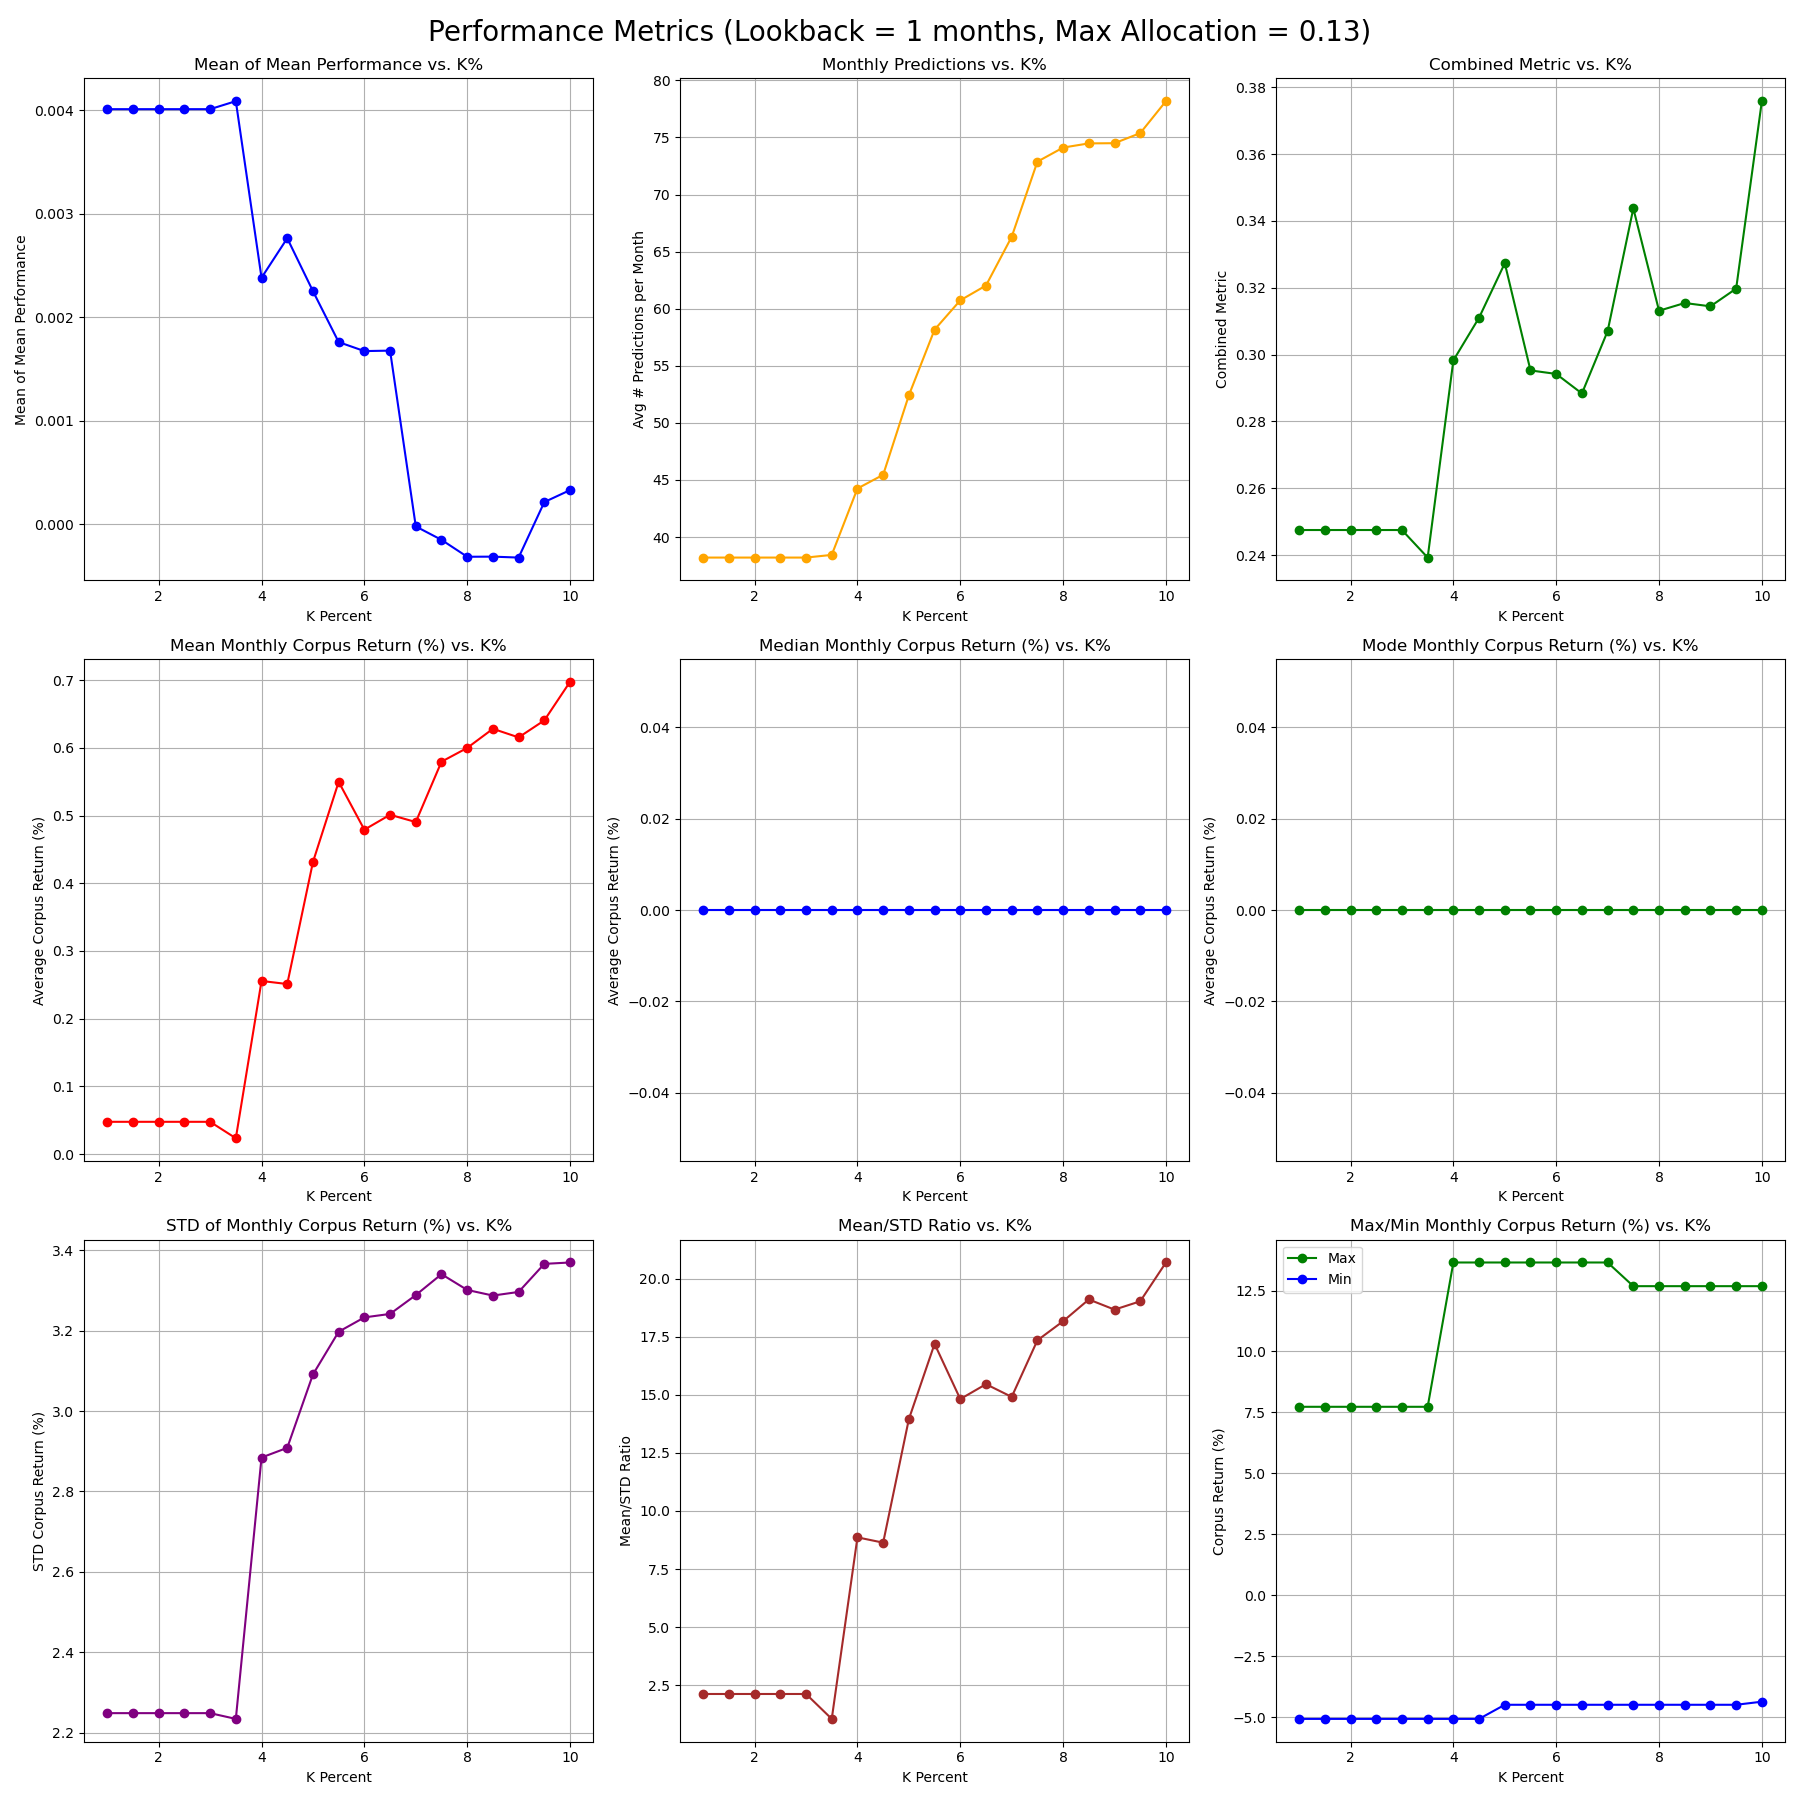 Performance Metrics (Lookback = 1 months, Max Allocation = 0.13)
Mean of Mean Performance vs. K%
Mean of Mean Performance
0.004
0.003
0.002
0.001
0.000
2 4 6 8 10
K Percent
Monthly Predictions vs. K%
Avg # Predictions per Month
80
75
70
65
60
55
50
45
40
2 4 6 8 10
K Percent
Combined Metric vs. K%
Combined Metric
0.38
0.36
0.34
0.32
0.30
0.28
0.26
0.24
2 4 6 8 10
K Percent
Mean Monthly Corpus Return (%) vs. K%
Average Corpus Return (%)
0.7
0.6
0.5
0.4
0.3
0.2
0.1
0.0
2 4 6 8 10
K Percent
Median Monthly Corpus Return (%) vs. K%
Average Corpus Return (%)
0.04
0.02
0.00
−0.02
−0.04
2 4 6 8 10
K Percent
Mode Monthly Corpus Return (%) vs. K%
Average Corpus Return (%)
0.04
0.02
0.00
−0.02
−0.04
2 4 6 8 10
K Percent
STD of Monthly Corpus Return (%) vs. K%
STD Corpus Return (%)
3.4
3.2
3.0
2.8
2.6
2.4
2.2
2 4 6 8 10
K Percent
Mean/STD Ratio vs. K%
Mean/STD Ratio
20.0
17.5
15.0
12.5
10.0
7.5
5.0
2.5
2 4 6 8 10
K Percent
Max/Min Monthly Corpus Return (%) vs. K%
Max
Min
Corpus Return (%)
12.5
10.0
7.5
5.0
2.5
0.0
−2.5
−5.0
2 4 6 8 10
K Percent